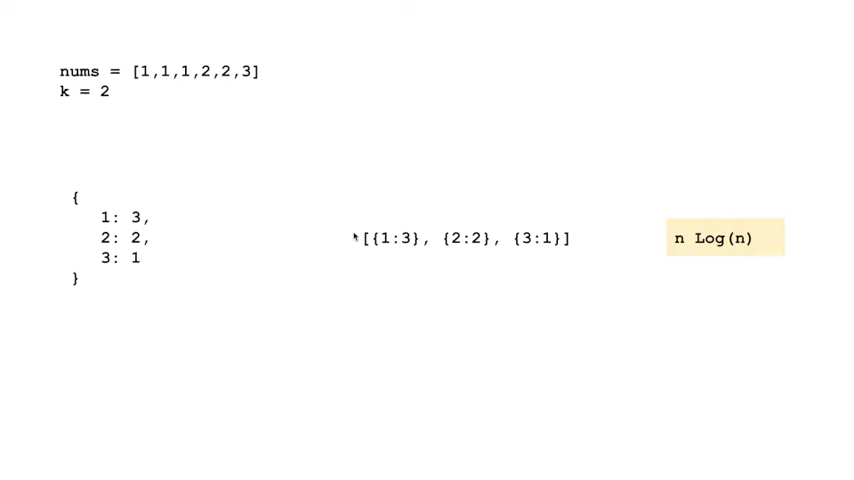 nums = [1,1,1,2,2,3]
k = 2
{
1: 3,
2: 2,
3: 1
}
[{1:3}, {2:2}, {3:1}]
n Log(n)